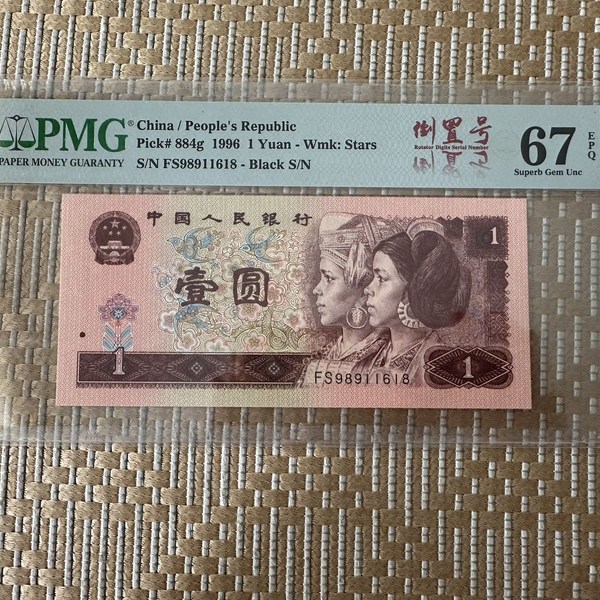 PMG®
PAPER MONEY GUARANTY
China / People's Republic
Pick# 884g 1996 1 Yuan - Wmk: Stars
S/N FS98911618 - Black S/N
倒置号
Rotator Digits Serial Number
67
EPQ
Superb Gem Unc
中国人民银行
1
壹圆
FS98911618
1
1